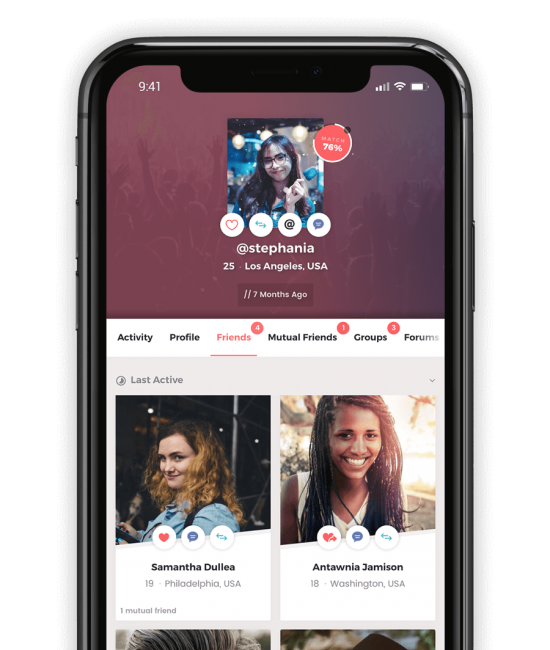 9:41
MATCH
76%
@stephania
25 · Los Angeles, USA
// 7 Months Ago
Activity Profile Friends 4 Mutual Friends 1 Groups 3 Forums
Last Active
Samantha Dullea
19 · Philadelphia, USA
1 mutual friend
Antawnia Jamison
18 · Washington, USA